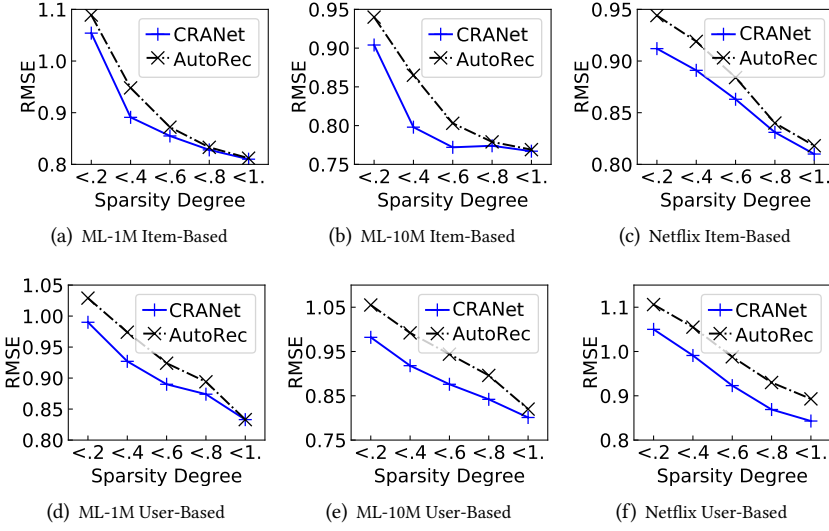 1.1
1.0
0.9
0.8
RMSE
CRANet
AutoRec
<.2 <.4 <.6 <.8 <1.
Sparsity Degree
(a) ML-1M Item-Based
0.95
0.90
0.85
0.80
0.75
RMSE
CRANet
AutoRec
<.2 <.4 <.6 <.8 <1.
Sparsity Degree
(b) ML-10M Item-Based
0.95
0.90
0.85
0.80
RMSE
CRANet
AutoRec
<.2 <.4 <.6 <.8 <1.
Sparsity Degree
(c) Netflix Item-Based
1.05
1.00
0.95
0.90
0.85
0.80
RMSE
CRANet
AutoRec
<.2 <.4 <.6 <.8 <1.
Sparsity Degree
(d) ML-1M User-Based
1.05
0.95
0.85
0.75
RMSE
CRANet
AutoRec
<.2 <.4 <.6 <.8 <1.
Sparsity Degree
(e) ML-10M User-Based
1.1
1.0
0.9
0.8
RMSE
CRANet
AutoRec
<.2 <.4 <.6 <.8 <1.
Sparsity Degree
(f) Netflix User-Based